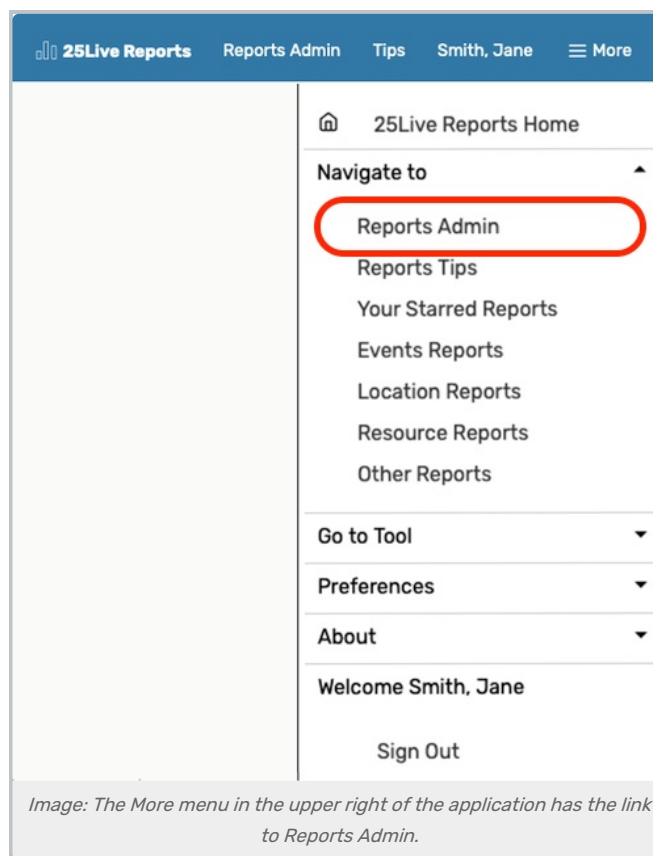 25Live Reports Reports Admin Tips Smith, Jane More
25Live Reports Home
Navigate to
Reports Admin
Reports Tips
Your Starred Reports
Events Reports
Location Reports
Resource Reports
Other Reports
Go to Tool
Preferences
About
Welcome Smith, Jane
Sign Out
Image: The More menu in the upper right of the application has the link
to Reports Admin.